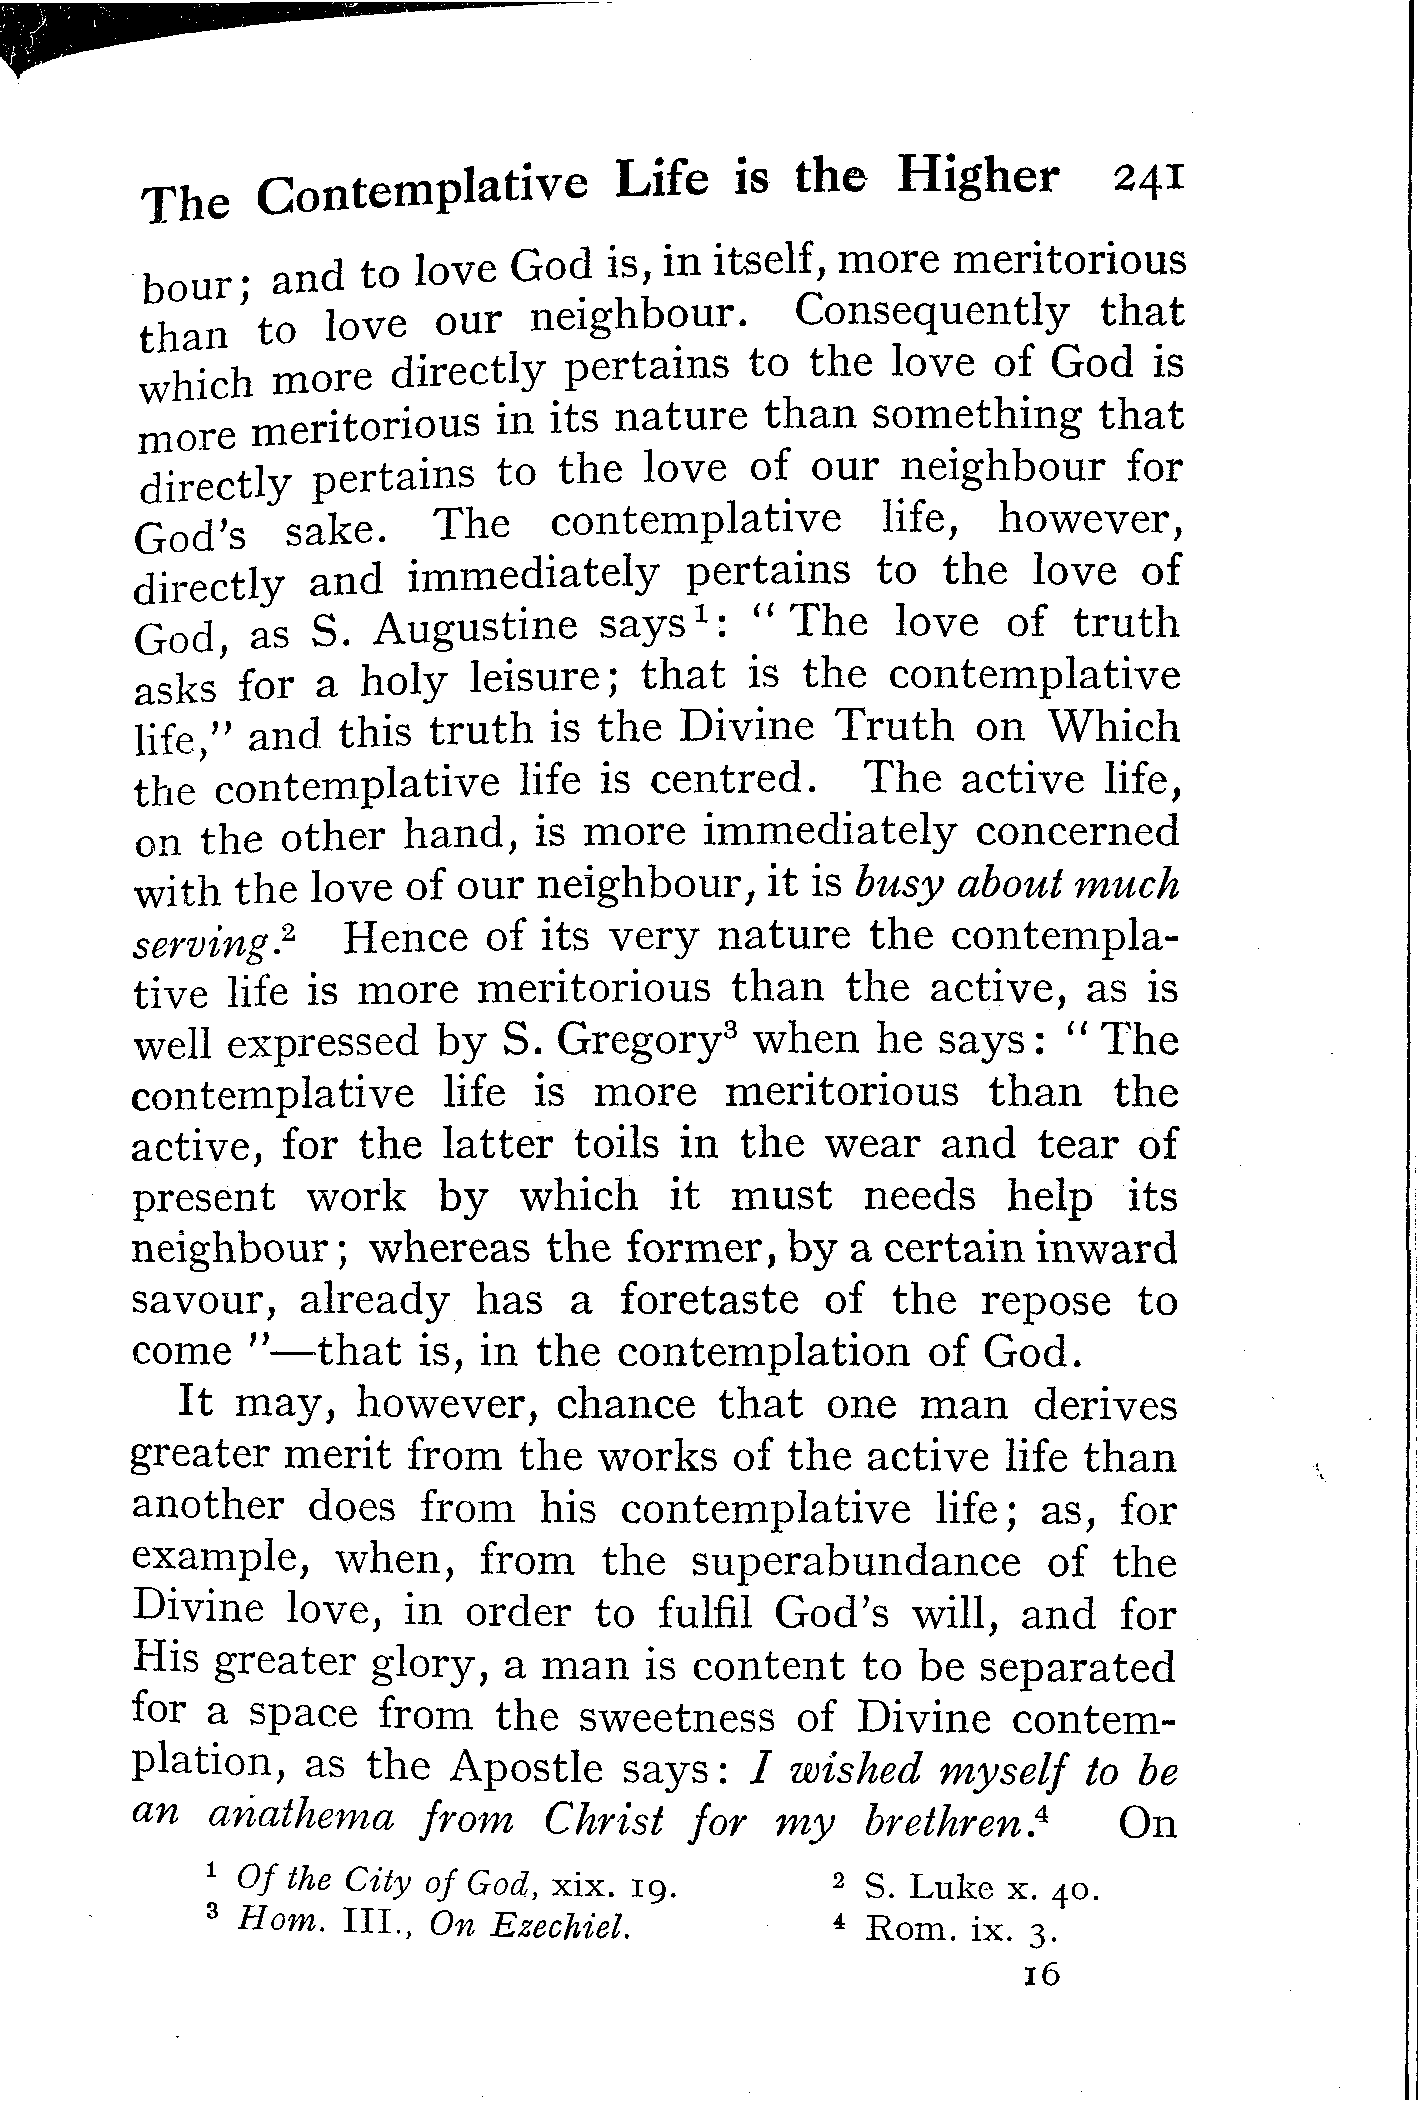 The Contemplative Life is the Higher 241
bour; and to love God is, in itself, more meritorious
than to love our neighbour. Consequently that
which more directly pertains to the love of God is
more meritorious in its nature than something that
directly pertains to the love of our neighbour for
God's sake. The contemplative life, however,
directly and immediately pertains to the love of
God, as S. Augustine says¹: " The love of truth
asks for a holy leisure; that is the contemplative
life," and this truth is the Divine Truth on Which
the contemplative life is centred. The active life,
on the other hand, is more immediately concerned
with the love of our neighbour, it is busy about much
serving.² Hence of its very nature the contempla-
tive life is more meritorious than the active, as is
well expressed by S. Gregory³ when he says: " The
contemplative life is more meritorious than the
active, for the latter toils in the wear and tear of
present work by which it must needs help its
neighbour; whereas the former, by a certain inward
savour, already has a foretaste of the repose to
come "—that is, in the contemplation of God.
It may, however, chance that one man derives
greater merit from the works of the active life than
another does from his contemplative life; as, for
example, when, from the superabundance of the
Divine love, in order to fulfil God's will, and for
His greater glory, a man is content to be separated
for a space from the sweetness of Divine contem-
plation, as the Apostle says: I wished myself to be
an anathema from Christ for my brethren.⁴ On
¹ Of the City of God, xix. 19. ² S. Luke x. 40.
³ Hom. III., On Ezechiel. ⁴ Rom. ix. 3.
16